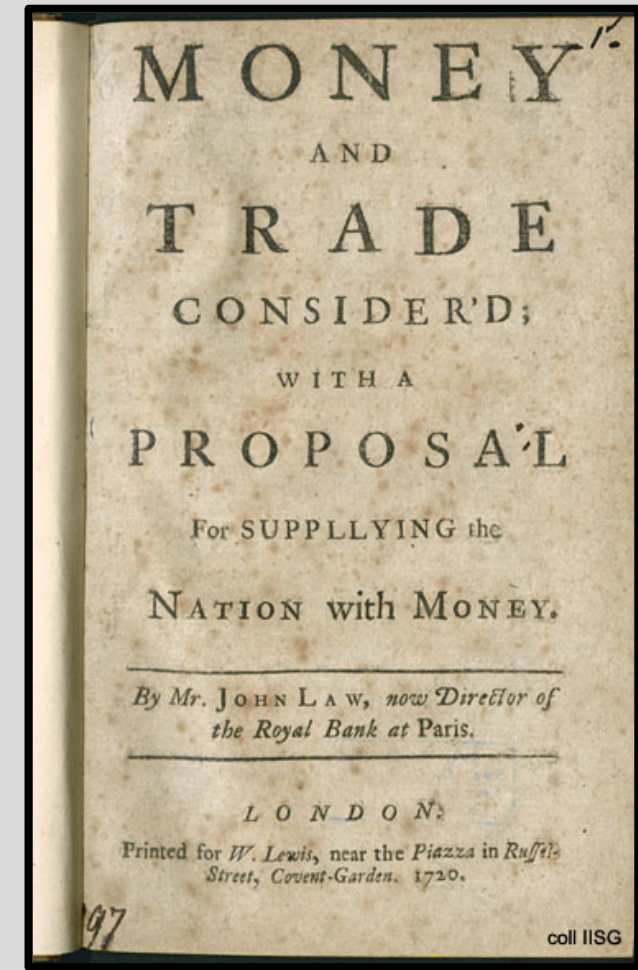 1.
MONEY
AND
TRADE
CONSIDER'D;
WITH A
PROPOSAL
For SUPPLLYING the
NATION with MONEY.
By Mr. JOHN LAW, now Director of
the Royal Bank at Paris.
LONDON:
Printed for W. Lewis, near the Piazza in Ruſſel-
Street, Covent-Garden. 1720.
97
coll IISG